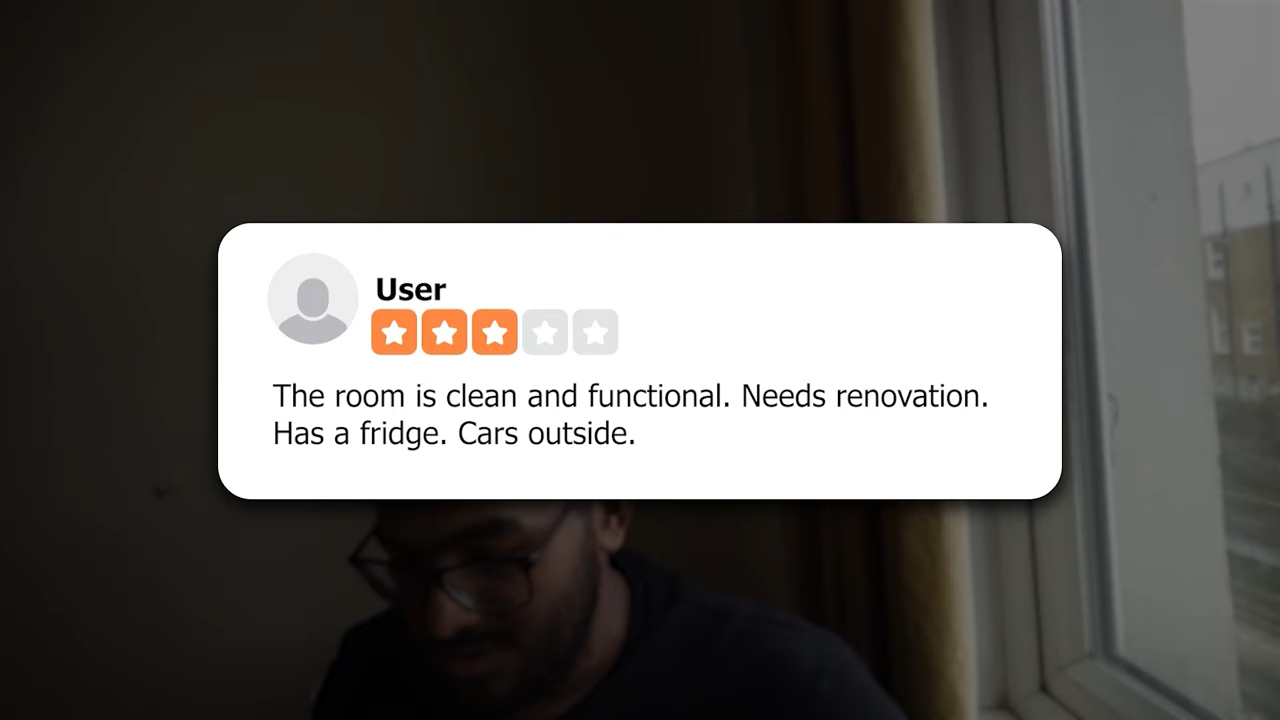 User
The room is clean and functional. Needs renovation.
Has a fridge. Cars outside.